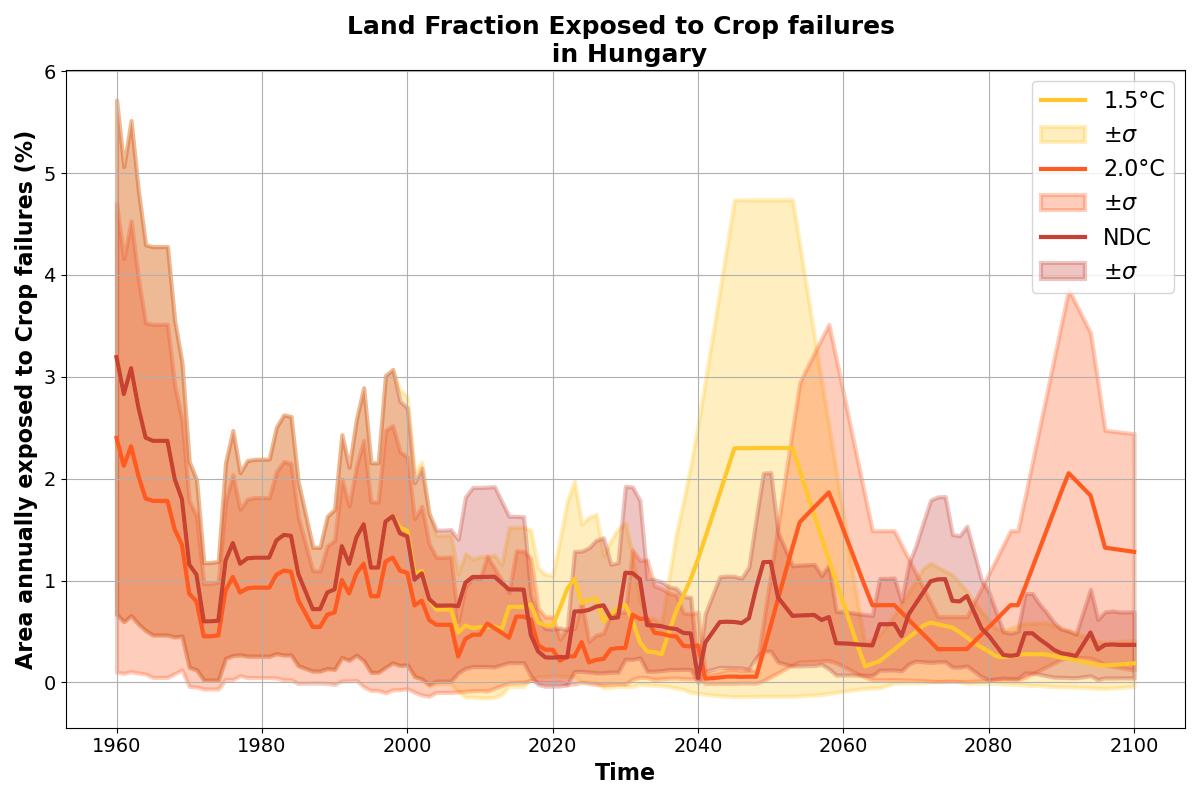 Land Fraction Exposed to Crop failures
in Hungary
Area annually exposed to Crop failures (%)
6
5
4
3
2
1
0
1.5°C
±σ
2.0°C
±σ
NDC
±σ
1960 1980 2000 2020 2040 2060 2080 2100
Time